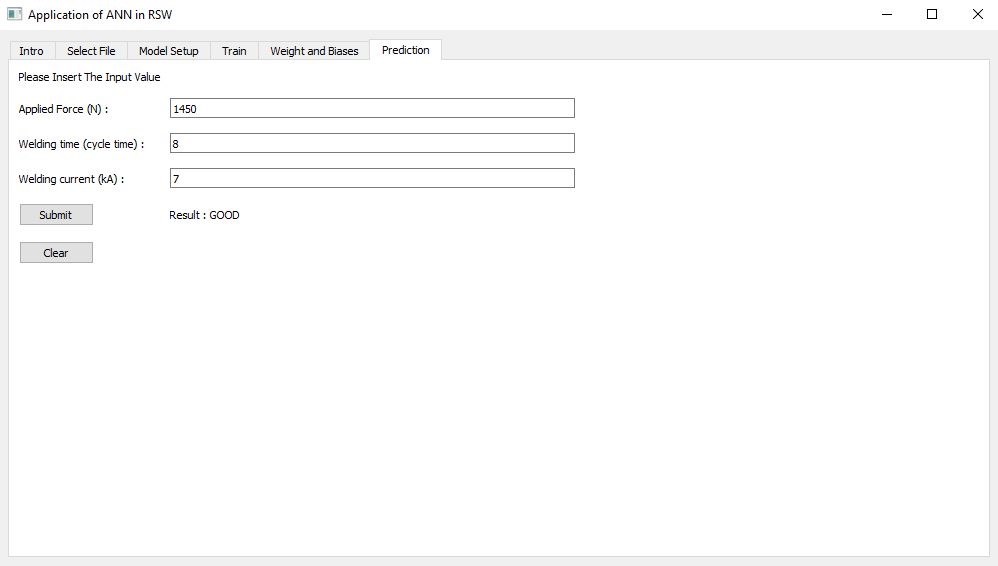 Application of ANN in RSW
Intro Select File Model Setup Train Weight and Biases Prediction
Please Insert The Input Value
Applied Force (N) : 1450
Welding time (cycle time) : 8
Welding current (kA) : 7
Submit Result : GOOD
Clear